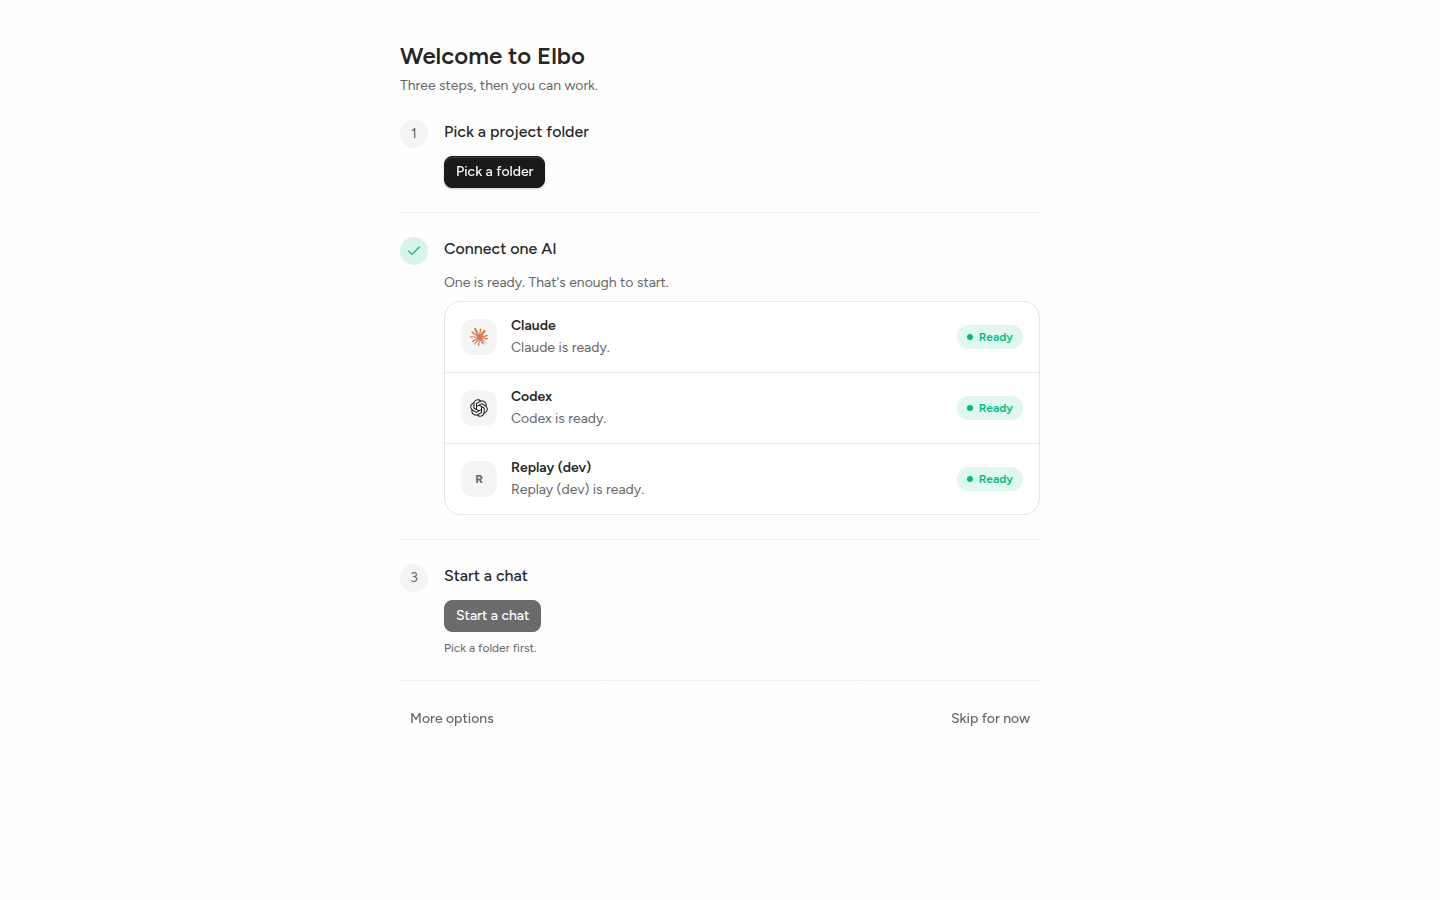 Welcome to Elbo
Three steps, then you can work.
1
Pick a project folder
Pick a folder
Connect one AI
One is ready. That's enough to start.
Claude
Claude is ready.
Ready
Codex
Codex is ready.
Ready
R
Replay (dev)
Replay (dev) is ready.
Ready
3
Start a chat
Start a chat
Pick a folder first.
More options
Skip for now